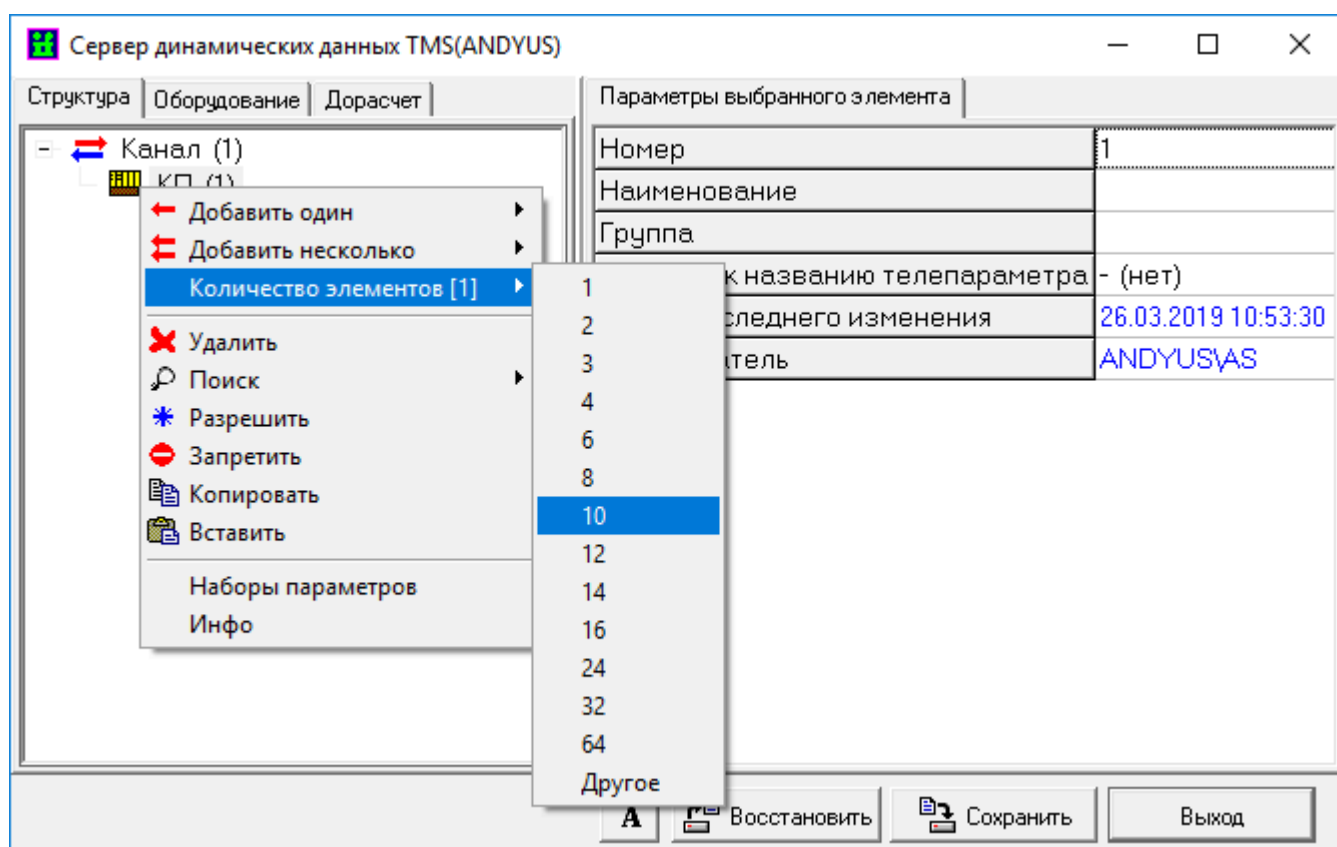 Сервер динамических данных TMS(ANDYUS)
Структура Оборудование Дорасчет
Параметры выбранного элемента
Канал (1)
КП (1)
Добавить один
Добавить несколько
Количество элементов [1]
Удалить
Поиск
Разрешить
Запретить
Копировать
Вставить
Наборы параметров
Инфо
1
2
3
4
6
8
10
12
14
16
24
32
64
Другое
Номер 1
Наименование
Группа
к названию телепараметра - (нет)
следнего изменения 26.03.2019 10:53:30
тель ANDYUS\AS
A Восстановить Сохранить Выход